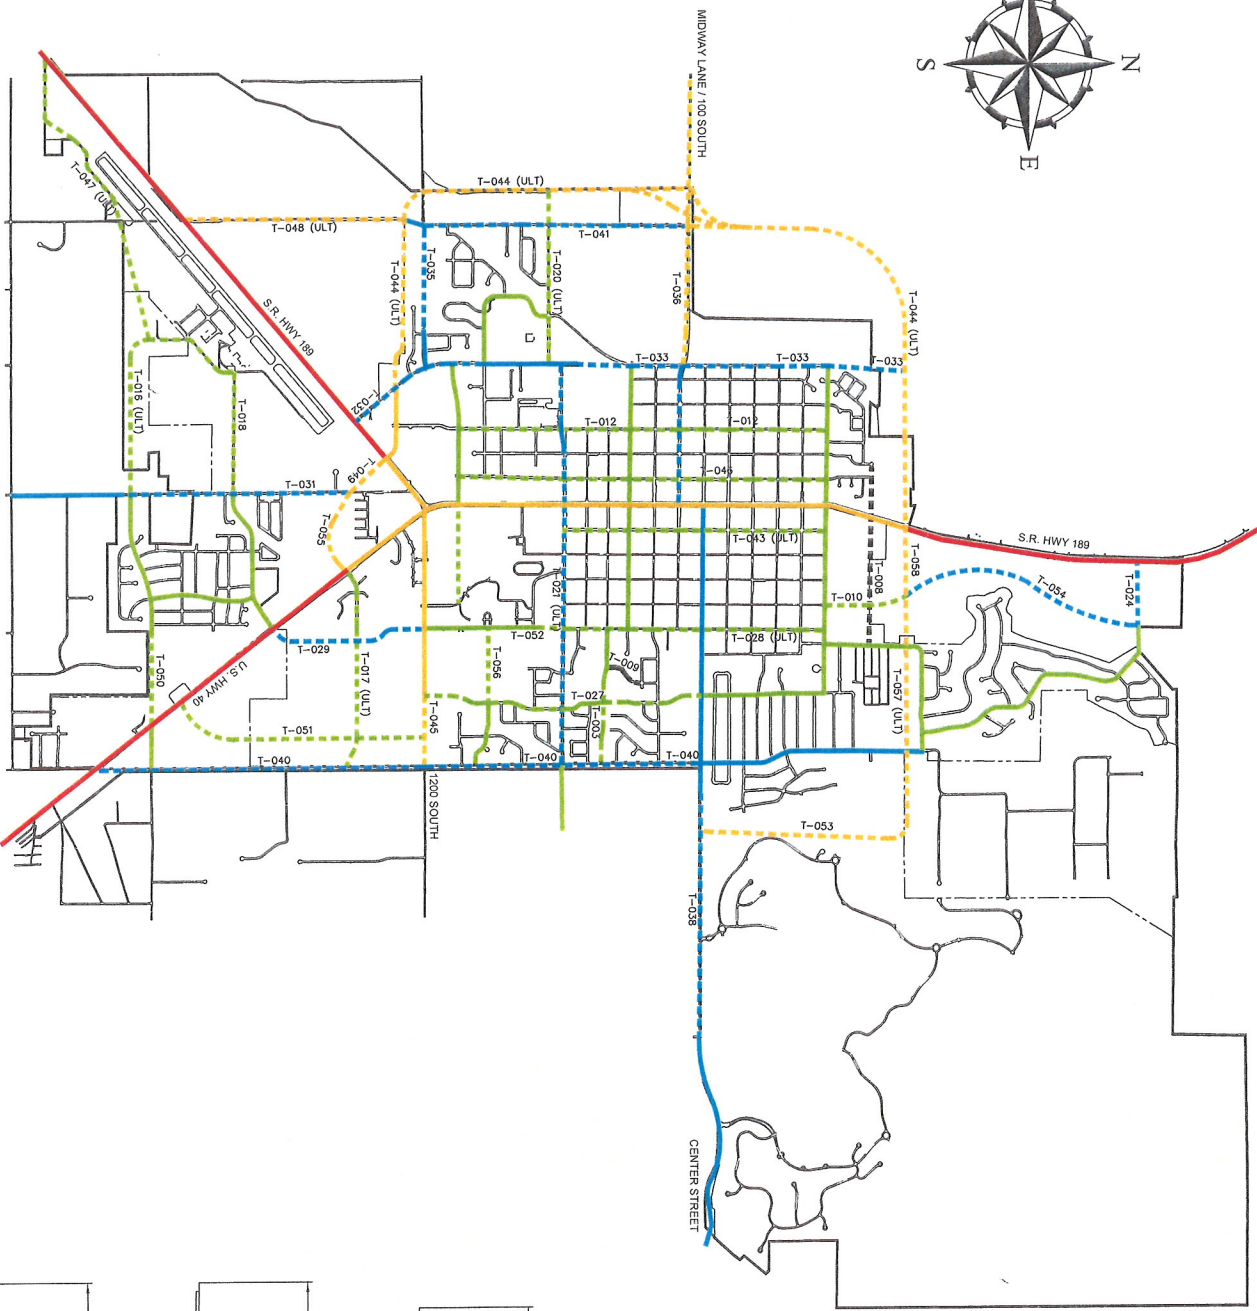 N
S
E
MIDWAY LANE / 100 SOUTH
T-044 (ULT)
T-047 (ULT)
T-048 (ULT)
T-041
T-035
T-020 (ULT)
T-036
T-044 (ULT)
T-044 (ULT)
S.R. HWY 189
T-033
T-033
T-033
T-016 (ULT)
T-018
T-032
T-012
T-012
T-049
T-046
T-031
T-055
T-043 (ULT)
T-058
S.R. HWY 189
T-008
T-054
T-024
T-010
T-021 (ULT)
T-052
T-028 (ULT)
T-029
T-056
T-009
T-050
U.S. HWY 40
T-017 (ULT)
T-027
T-057 (ULT)
T-051
T-045
T-003
T-040
T-040
T-040
1200 SOUTH
T-053
T-038
CENTER STREET